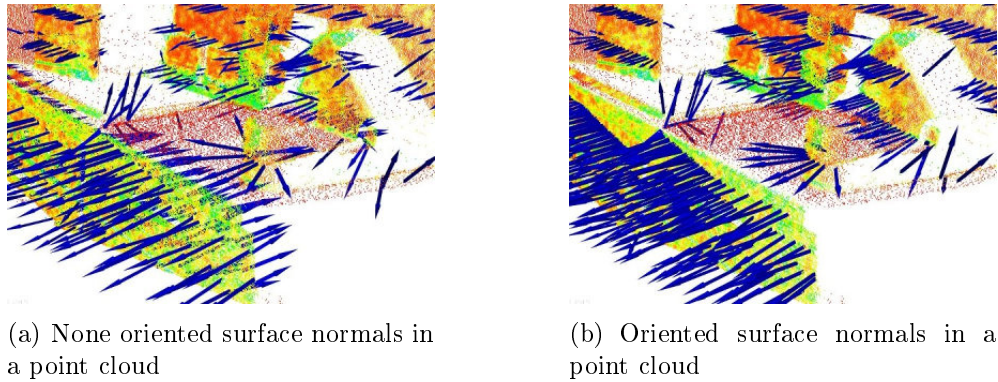 (a) None oriented surface normals in
a point cloud
(b) Oriented surface normals in a
point cloud